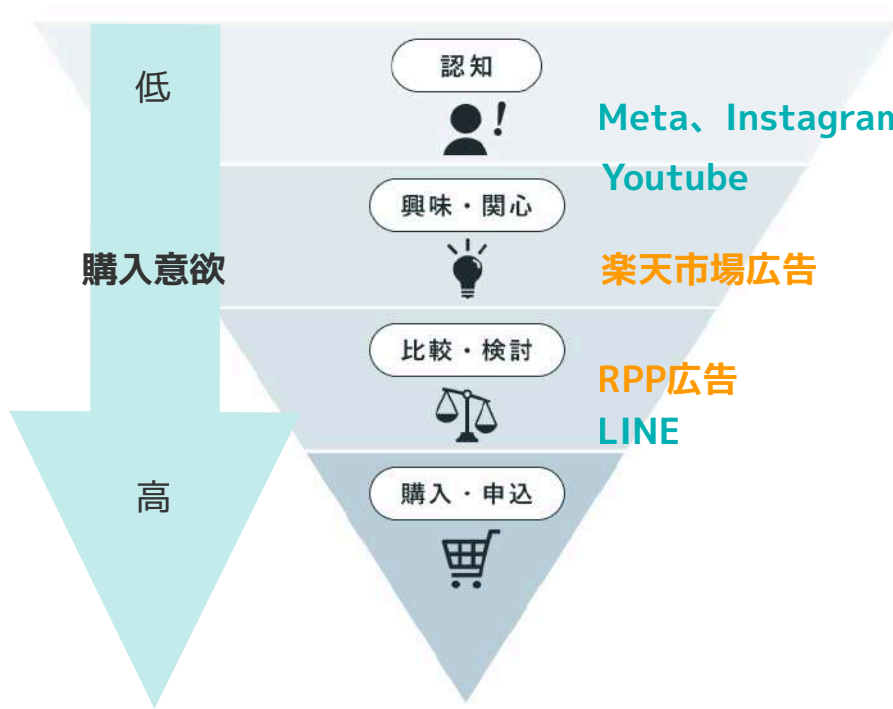 低
認知
Meta、Instagram
Youtube
興味・関心
購入意欲
楽天市場広告
比較・検討
RPP広告
LINE
高
購入・申込